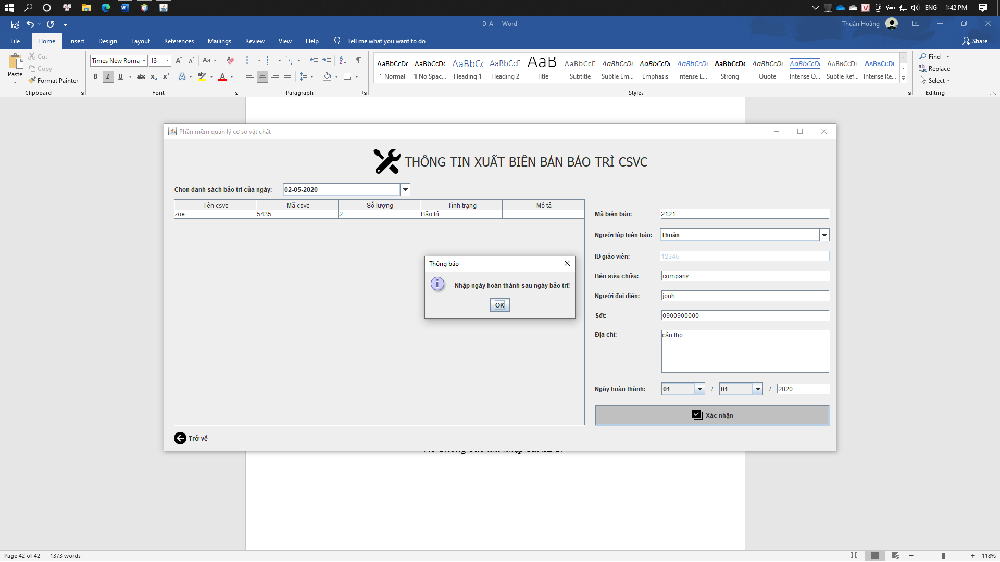 ENG 1:42 PM
D_A - Word
Thuận Hoàng
File Home Insert Design Layout References Mailings Review View Help Tell me what you want to do Share
Paste
Cut
Copy
Format Painter
Clipboard
Times New Roma 13
Font
Paragraph
AaBbCcDc AaBbCcDc AaBbCc AaBbCcC AaB AaBbCcD AaBbCcDc AaBbCcDc AaBbCcDc AaBbCcDc AaBbCcDc AaBbCcDc AaBbCcDc AaBbCcDc
¶ Normal ¶ No Spac... Heading 1 Heading 2 Title Subtitle Subtle Em... Emphasis Intense E... Strong Quote Intense Q... Subtle Ref... Intense Re...
Styles
Find
Replace
Select
Editing
Phần mềm quản lý cơ sở vật chất
THÔNG TIN XUẤT BIÊN BẢN BẢO TRÌ CSVC
Chọn danh sách bảo trì của ngày: 02-05-2020
Tên csvc Mã csvc Số lượng Tình trạng Mô tả
zoe 5435 2 Bảo trì
Mã biên bản: 2121
Người lập biên bản: Thuận
ID giáo viên: 12345
Bên sửa chữa: company
Người đại diện: jonh
Sđt: 0900900000
Địa chỉ: cần thơ
Ngày hoàn thành: 01 / 01 / 2020
Xác nhận
Trở về
Thông báo
Nhập ngày hoàn thành sau ngày bảo trì!
OK
Page 42 of 42 1373 words
118%